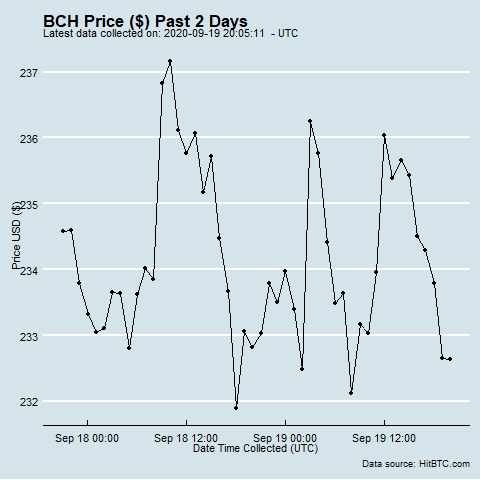 BCH Price ($) Past 2 Days
Latest data collected on: 2020-09-19 20:05:11  - UTC
237
236
235
234
233
232
Price USD ($)
Sep 18 00:00
Sep 18 12:00
Sep 19 00:00
Sep 19 12:00
Date Time Collected (UTC)
Data source: HitBTC.com